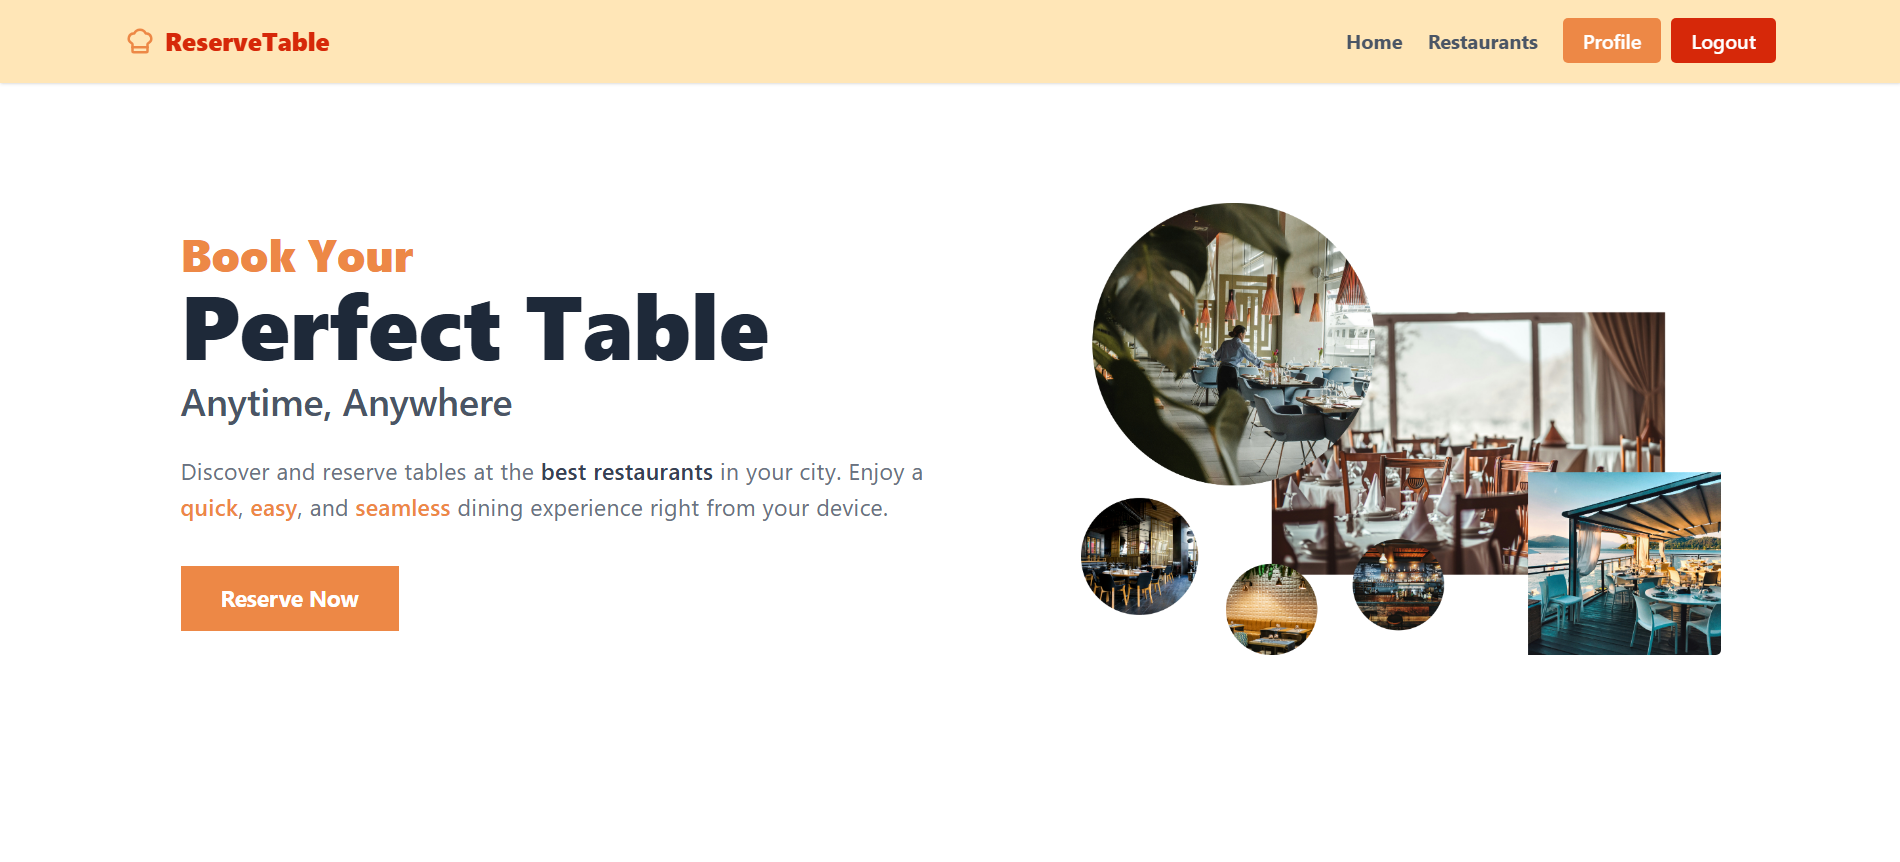 ReserveTable
Home
Restaurants
Profile
Logout
Book Your
Perfect Table
Anytime, Anywhere
Discover and reserve tables at the best restaurants in your city. Enjoy a
quick, easy, and seamless dining experience right from your device.
Reserve Now